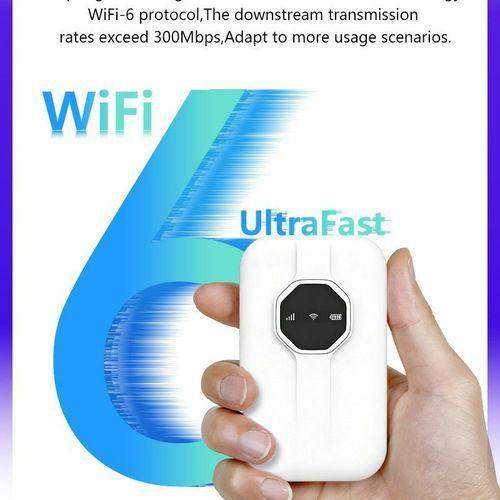 WiFi-6 protocol,The downstream transmission
rates exceed 300Mbps,Adapt to more usage scenarios.
WiFi
6
UltraFast